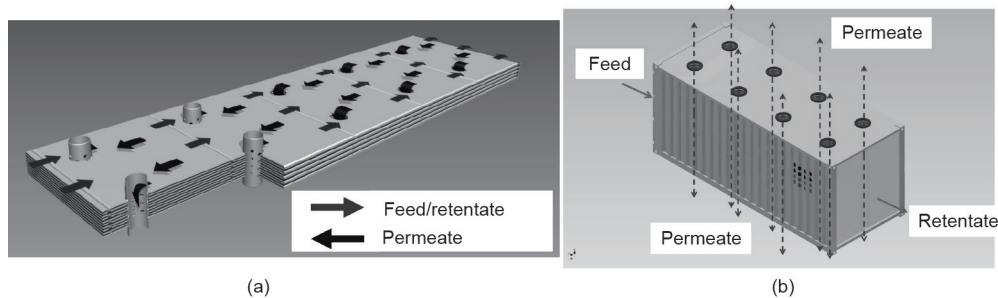 Feed/retentate
Permeate
(a)
Permeate
Feed
Permeate
Retentate
(b)